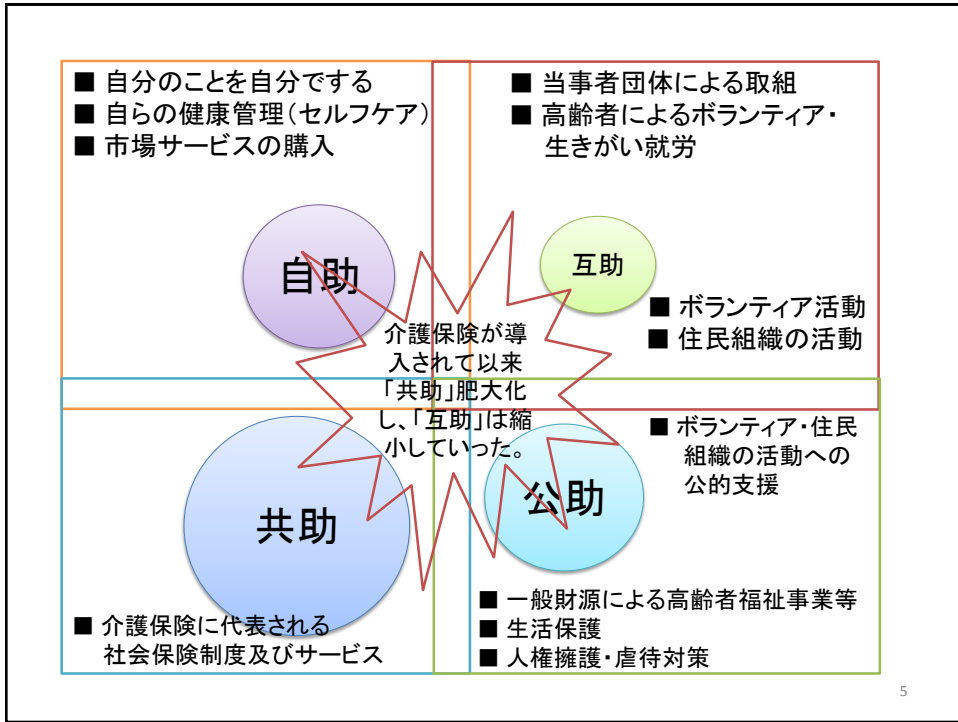 ■ 自分のことを自分でする
■ 自らの健康管理(セルフケア)
■ 市場サービスの購入
■ 当事者団体による取組
■ 高齢者によるボランティア・
生きがい就労
自助
互助
■ ボランティア活動
■ 住民組織の活動
介護保険が導
入されて以来
「共助」肥大化
し、「互助」は縮
小していった。
■ ボランティア・住民
組織の活動への
公的支援
共助
公助
■ 介護保険に代表される
社会保険制度及びサービス
■ 一般財源による高齢者福祉事業等
■ 生活保護
■ 人権擁護・虐待対策
5